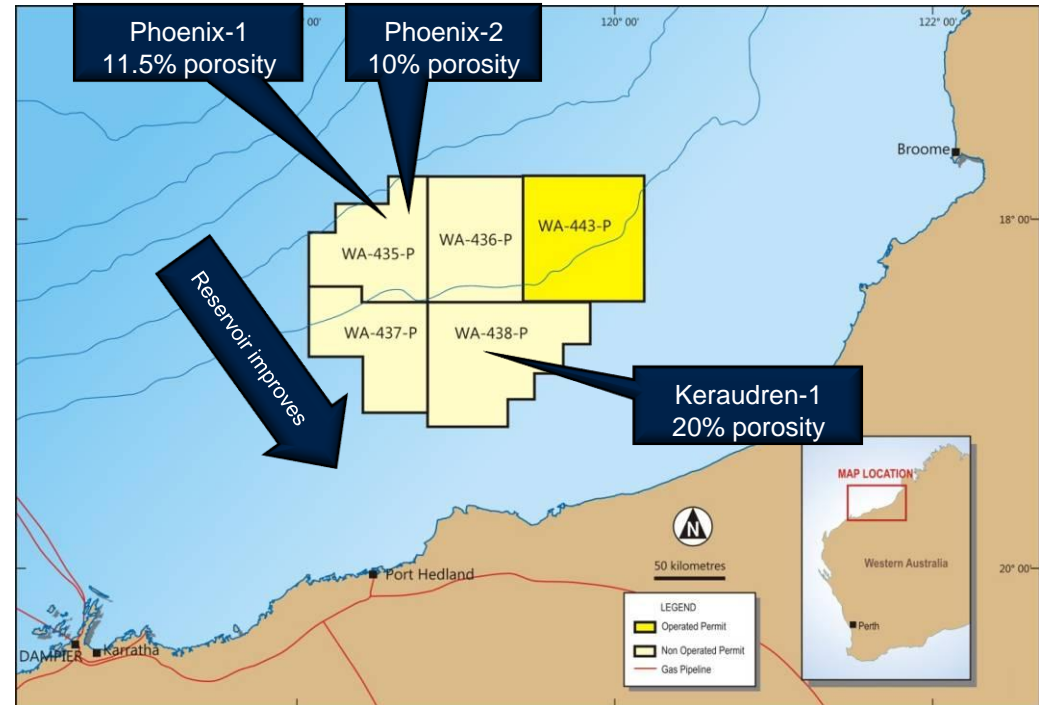 Phoenix-1
11.5% porosity
Phoenix-2
10% porosity
00'
120° 00'
122° 00'
Broome
18° 00'
WA-435-P
WA-436-P
WA-443-P
WA-437-P
WA-438-P
Reservoir improves
Keraudren-1
20% porosity
MAP LOCATION
Western Australia
Perth
N
50 kilometres
LEGEND
Operated Permit
Non Operated Permit
Gas Pipeline
Port Hedland
20° 00'
DAMPIER
Karratha